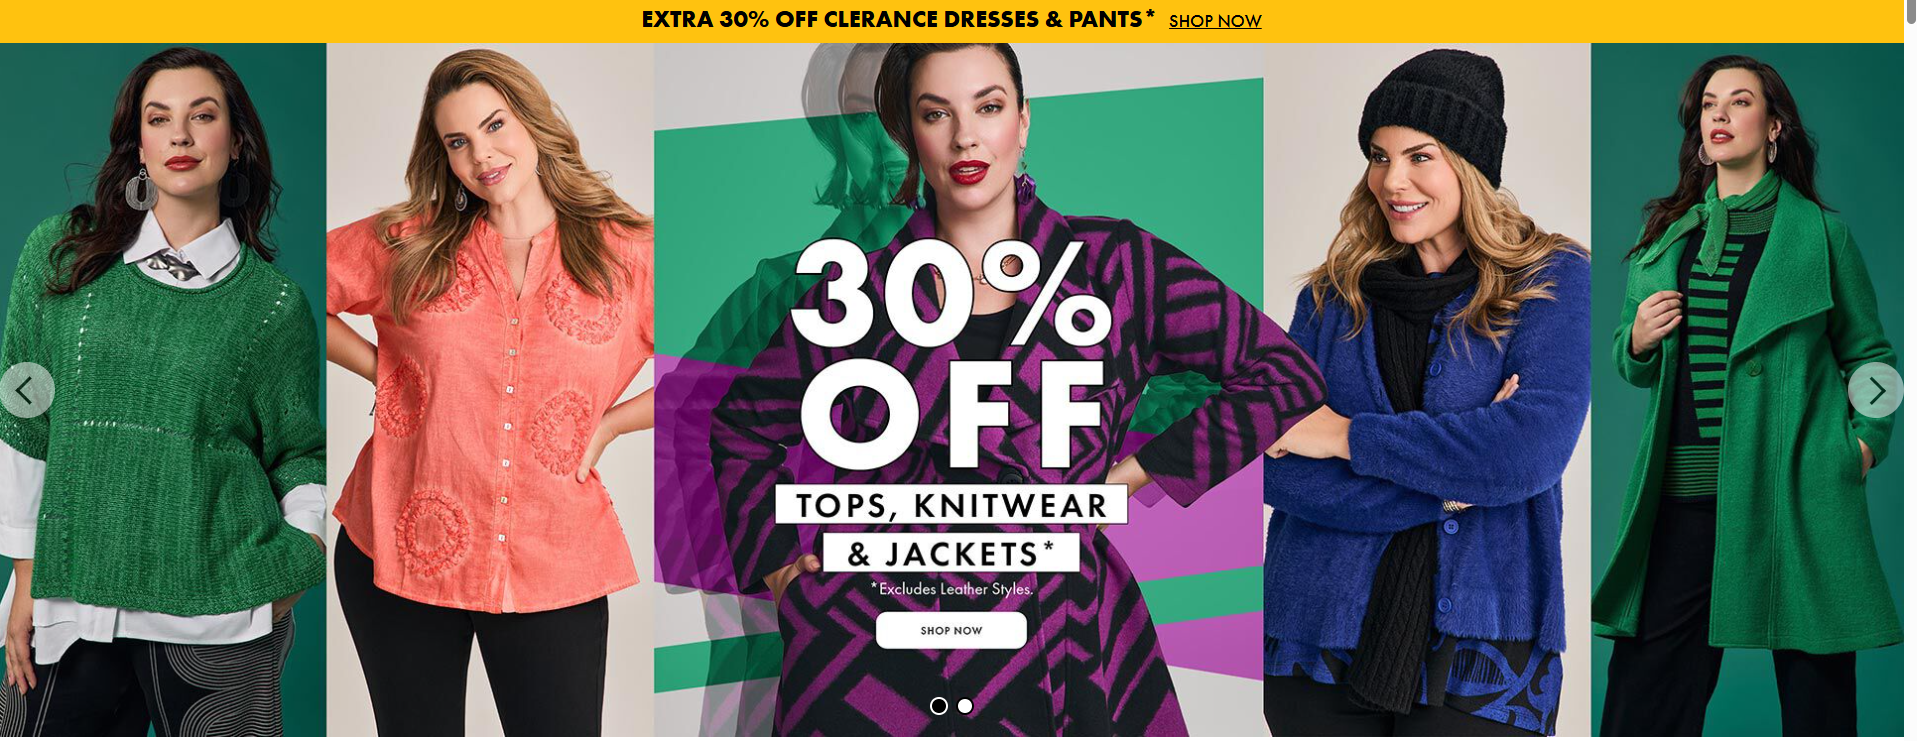 EXTRA 30% OFF CLERANCE DRESSES & PANTS* SHOP NOW
30%
OFF
TOPS, KNITWEAR
& JACKETS*
*Excludes Leather Styles.
SHOP NOW